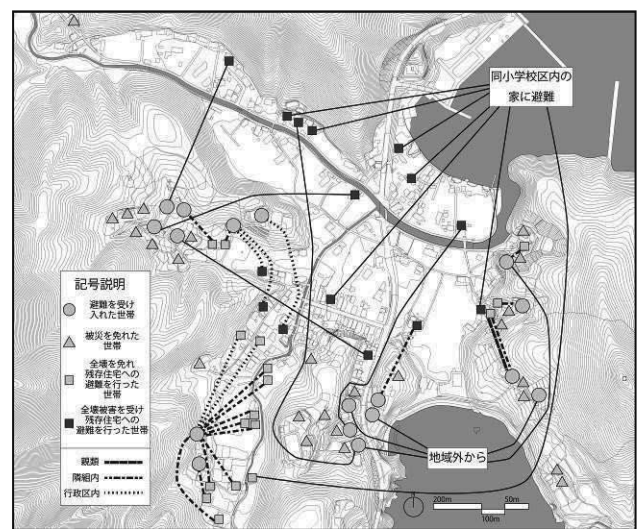 同小学校区内の
家に避難
記号説明
避難を受け
入れた世帯
被災を免れた
世帯
全壊を免れ
残存住宅への
避難を行った
世帯
全壊被害を受け
残存住宅への
避難を行った世帯
親類
隣組内
行政区内
地域外から
200m
50m
100m